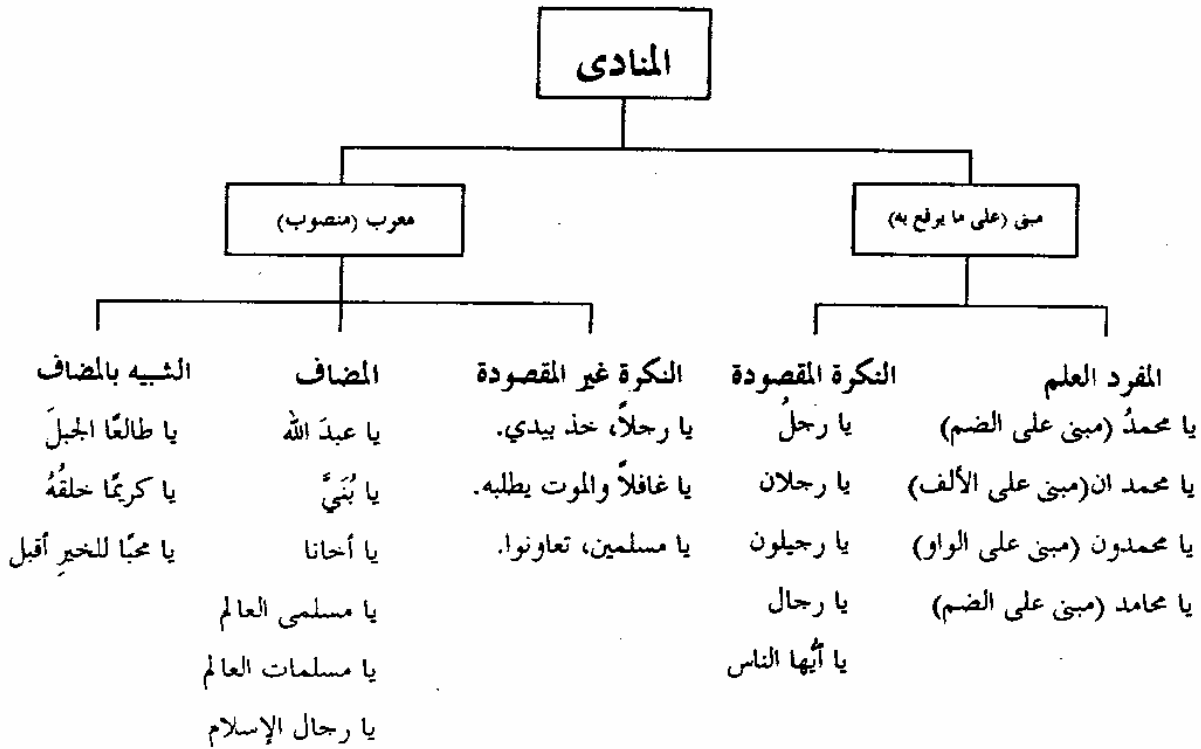 المنادى
مبنى (على ما يرفع به)
معرب (منصوب)
المفرد العلم
يا محمدُ (مبنى على الضم)
يا محمد ان(مبنى على الألف)
يا محمدون (مبنى على الواو)
يا محامد (مبنى على الضم)
النكرة المقصودة
يا رجلُ
يا رجلان
يا رجيلون
يا رجال
يا أيُّها الناس
النكرة غير المقصودة
يا رجلاً، خذ بيدي.
يا غافلاً والموت يطلبه.
يا مسلمين، تعاونوا.
المضاف
يا عبدَ الله
يا بُنَيَّ
يا أخانا
يا مسلمى العالم
يا مسلمات العالم
يا رجال الإسلام
الشبيه بالمضاف
يا طالعًا الجبلَ
يا كريمًا خلقُهُ
يا محبًا للخيرِ أقبل